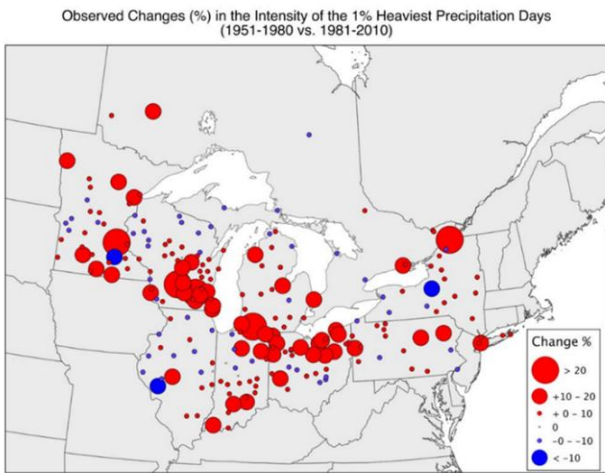 Observed Changes (%) in the Intensity of the 1% Heaviest Precipitation Days
(1951-1980 vs. 1981-2010)
Change %
> 20
+10 - 20
+ 0 - 10
0
-0 - -10
< -10